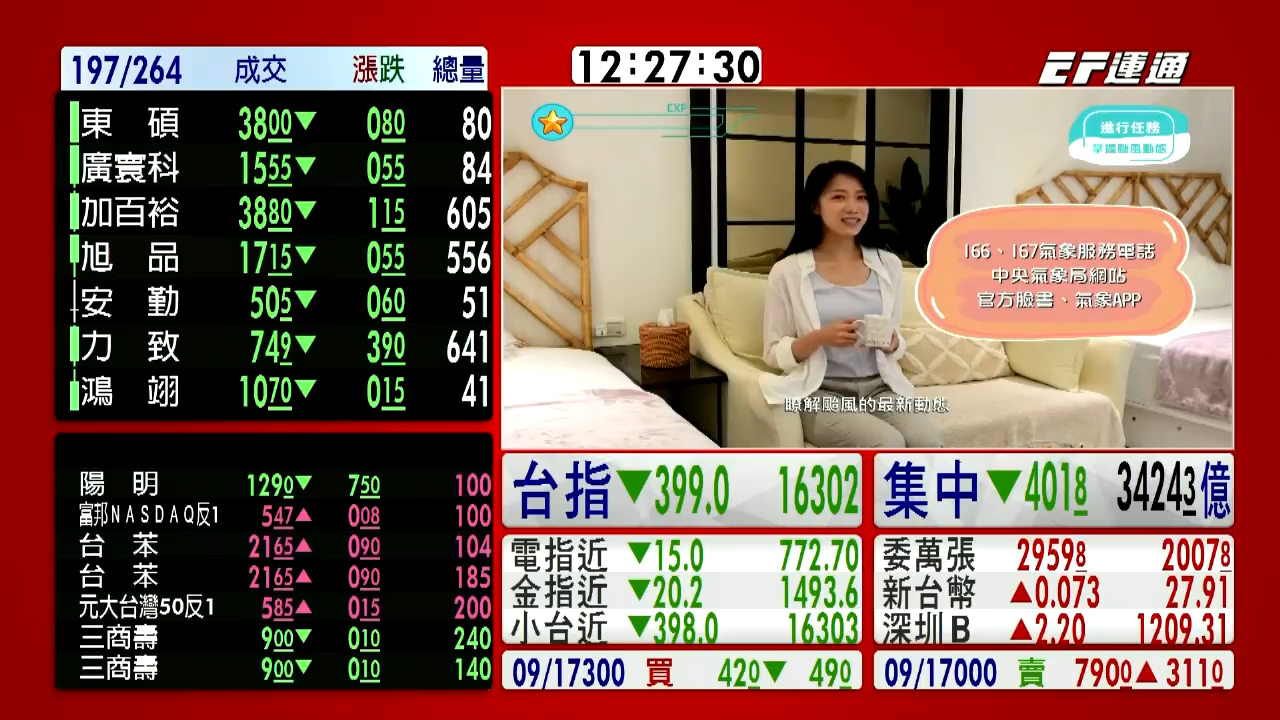 197/264 成交 漲跌 總量
東碩 3800▼ 080 80
廣寰科 1555▼ 055 84
加百裕 3880▼ 115 605
旭品 1715▼ 055 556
安勤 505▼ 060 51
力致 749▼ 390 641
鴻翊 1070▼ 015 41
陽明 1290▼ 750 100
富邦NASDAQ反1 547▲ 008 100
台苯 2165▲ 090 104
台苯 2165▲ 090 185
元大台灣50反1 585▲ 015 200
三商壽 900▼ 010 240
三商壽 900▼ 010 140
12:27:30
EF運通
EXP
進行任務
掌握颱風動態
166、167氣象服務電話
中央氣象局網站
官方臉書、氣象APP
瞭解颱風的最新動態
台指▼399.0 16302
集中▼4018 34243億
電指近 ▼15.0 772.70
金指近 ▼20.2 1493.6
小台近 ▼398.0 16303
委萬張 29598 20078
新台幣 ▲0.073 27.91
深圳B ▲2.20 1209.31
09/17300 買 420▼ 490
09/17000 賣 7900▲ 3110